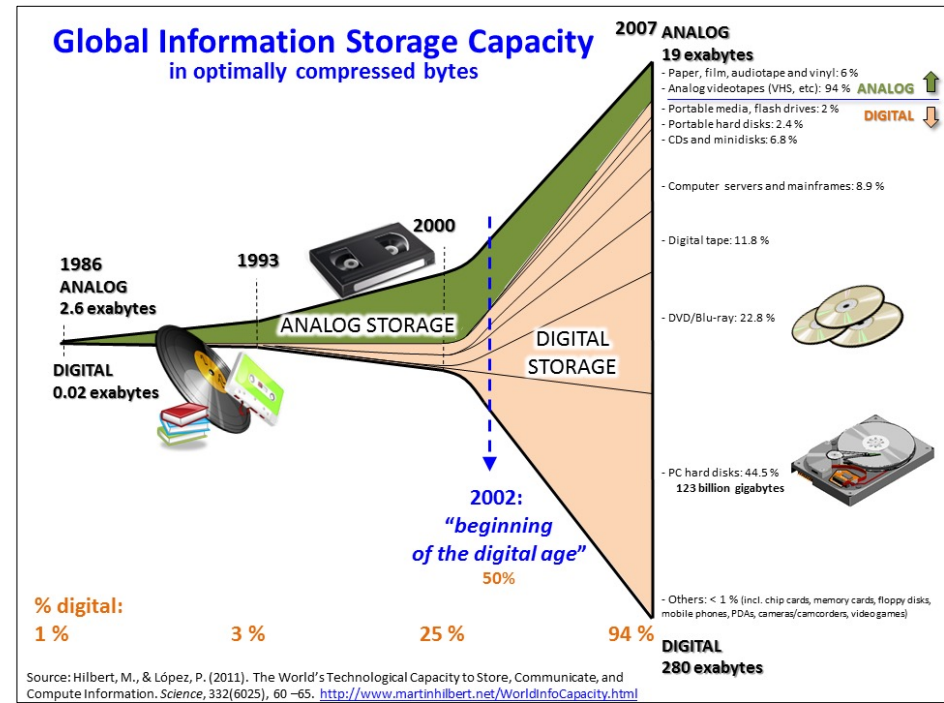 Global Information Storage Capacity
in optimally compressed bytes
2007 ANALOG
19 exabytes
- Paper, film, audiotape and vinyl: 6 %
- Analog videotapes (VHS, etc): 94 %
ANALOG
- Portable media, flash drives: 2 %
DIGITAL
- Portable hard disks: 2.4 %
- CDs and minidisks: 6.8 %
- Computer servers and mainframes: 8.9 %
- Digital tape: 11.8 %
- DVD/Blu-ray: 22.8 %
- PC hard disks: 44.5 %
123 billion gigabytes
- Others: < 1 % (incl. chip cards, memory cards, floppy disks,
mobile phones, PDAs, cameras/camcorders, video games)
DIGITAL
280 exabytes
1986
ANALOG
2.6 exabytes
DIGITAL
0.02 exabytes
1993
2000
ANALOG STORAGE
DIGITAL
STORAGE
2002:
“beginning
of the digital age”
50%
% digital:
1 %
3 %
25 %
94 %
Source: Hilbert, M., & López, P. (2011). The World’s Technological Capacity to Store, Communicate, and
Compute Information. Science, 332(6025), 60 –65. http://www.martinhilbert.net/WorldInfoCapacity.html